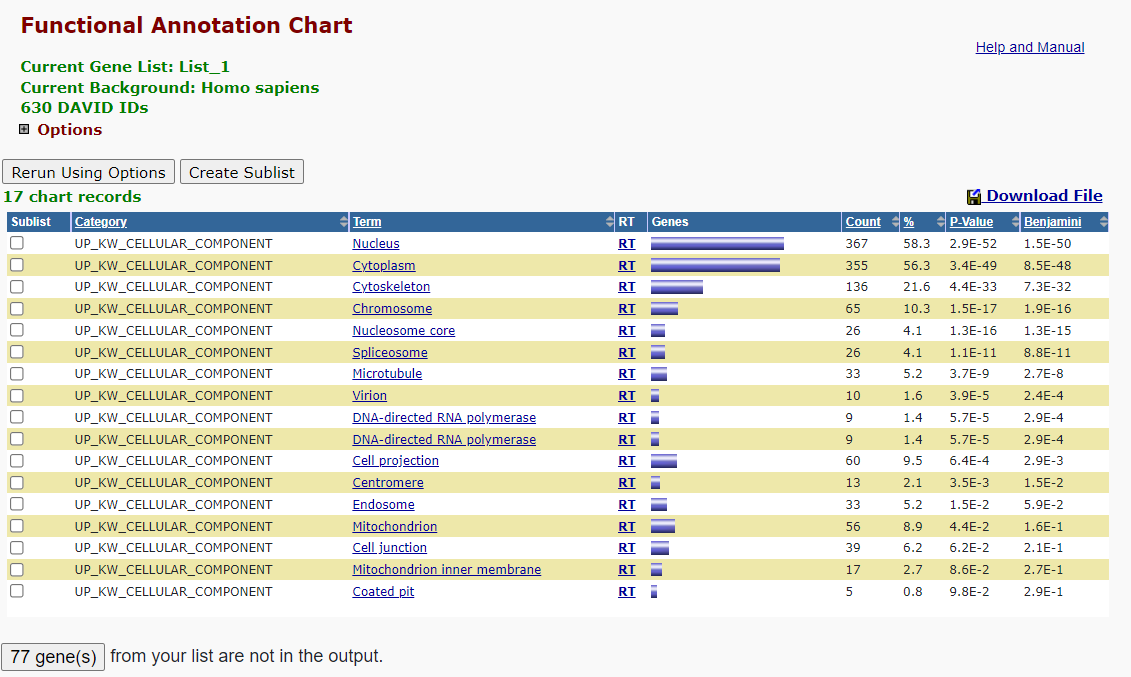 Functional Annotation Chart
Help and Manual
Current Gene List: List_1
Current Background: Homo sapiens
630 DAVID IDs
Options
Rerun Using Options Create Sublist
17 chart records Download File
Sublist Category Term RT Genes Count % P-Value Benjamini
UP_KW_CELLULAR_COMPONENT Nucleus RT 367 58.3 2.9E-52 1.5E-50
UP_KW_CELLULAR_COMPONENT Cytoplasm RT 355 56.3 3.4E-49 8.5E-48
UP_KW_CELLULAR_COMPONENT Cytoskeleton RT 136 21.6 4.4E-33 7.3E-32
UP_KW_CELLULAR_COMPONENT Chromosome RT 65 10.3 1.5E-17 1.9E-16
UP_KW_CELLULAR_COMPONENT Nucleosome core RT 26 4.1 1.3E-16 1.3E-15
UP_KW_CELLULAR_COMPONENT Spliceosome RT 26 4.1 1.1E-11 8.8E-11
UP_KW_CELLULAR_COMPONENT Microtubule RT 33 5.2 3.7E-9 2.7E-8
UP_KW_CELLULAR_COMPONENT Virion RT 10 1.6 3.9E-5 2.4E-4
UP_KW_CELLULAR_COMPONENT DNA-directed RNA polymerase RT 9 1.4 5.7E-5 2.9E-4
UP_KW_CELLULAR_COMPONENT DNA-directed RNA polymerase RT 9 1.4 5.7E-5 2.9E-4
UP_KW_CELLULAR_COMPONENT Cell projection RT 60 9.5 6.4E-4 2.9E-3
UP_KW_CELLULAR_COMPONENT Centromere RT 13 2.1 3.5E-3 1.5E-2
UP_KW_CELLULAR_COMPONENT Endosome RT 33 5.2 1.5E-2 5.9E-2
UP_KW_CELLULAR_COMPONENT Mitochondrion RT 56 8.9 4.4E-2 1.6E-1
UP_KW_CELLULAR_COMPONENT Cell junction RT 39 6.2 6.2E-2 2.1E-1
UP_KW_CELLULAR_COMPONENT Mitochondrion inner membrane RT 17 2.7 8.6E-2 2.7E-1
UP_KW_CELLULAR_COMPONENT Coated pit RT 5 0.8 9.8E-2 2.9E-1
77 gene(s) from your list are not in the output.